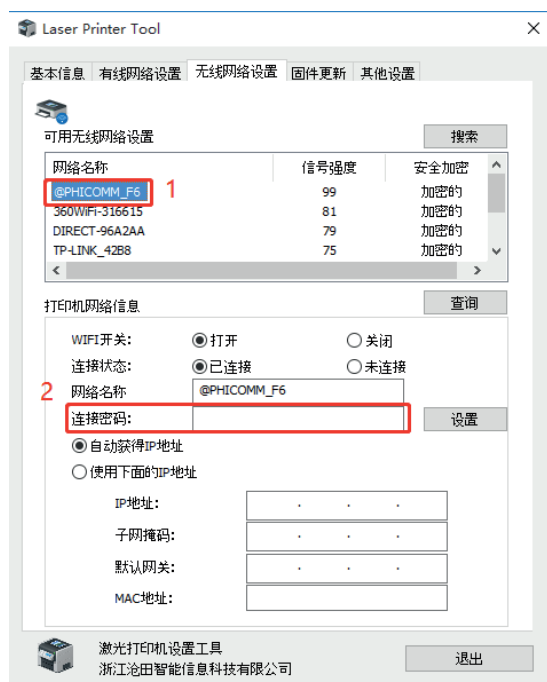 Laser Printer Tool
基本信息 有线网络设置 无线网络设置 固件更新 其他设置
可用无线网络设置 搜索
网络名称 信号强度 安全加密
@PHICOMM_F6 1 99 加密的
360WiFi-316615 81 加密的
DIRECT-96A2AA 79 加密的
TP-LINK_42B8 75 加密的
打印机网络信息 查询
WIFI开关: 打开 关闭
连接状态: 已连接 未连接
2 网络名称 @PHICOMM_F6
连接密码: 设置
自动获得IP地址
使用下面的IP地址
IP地址: . . .
子网掩码: . . .
默认网关: . . .
MAC地址:
激光打印机设置工具
浙江沧田智能信息科技有限公司
退出